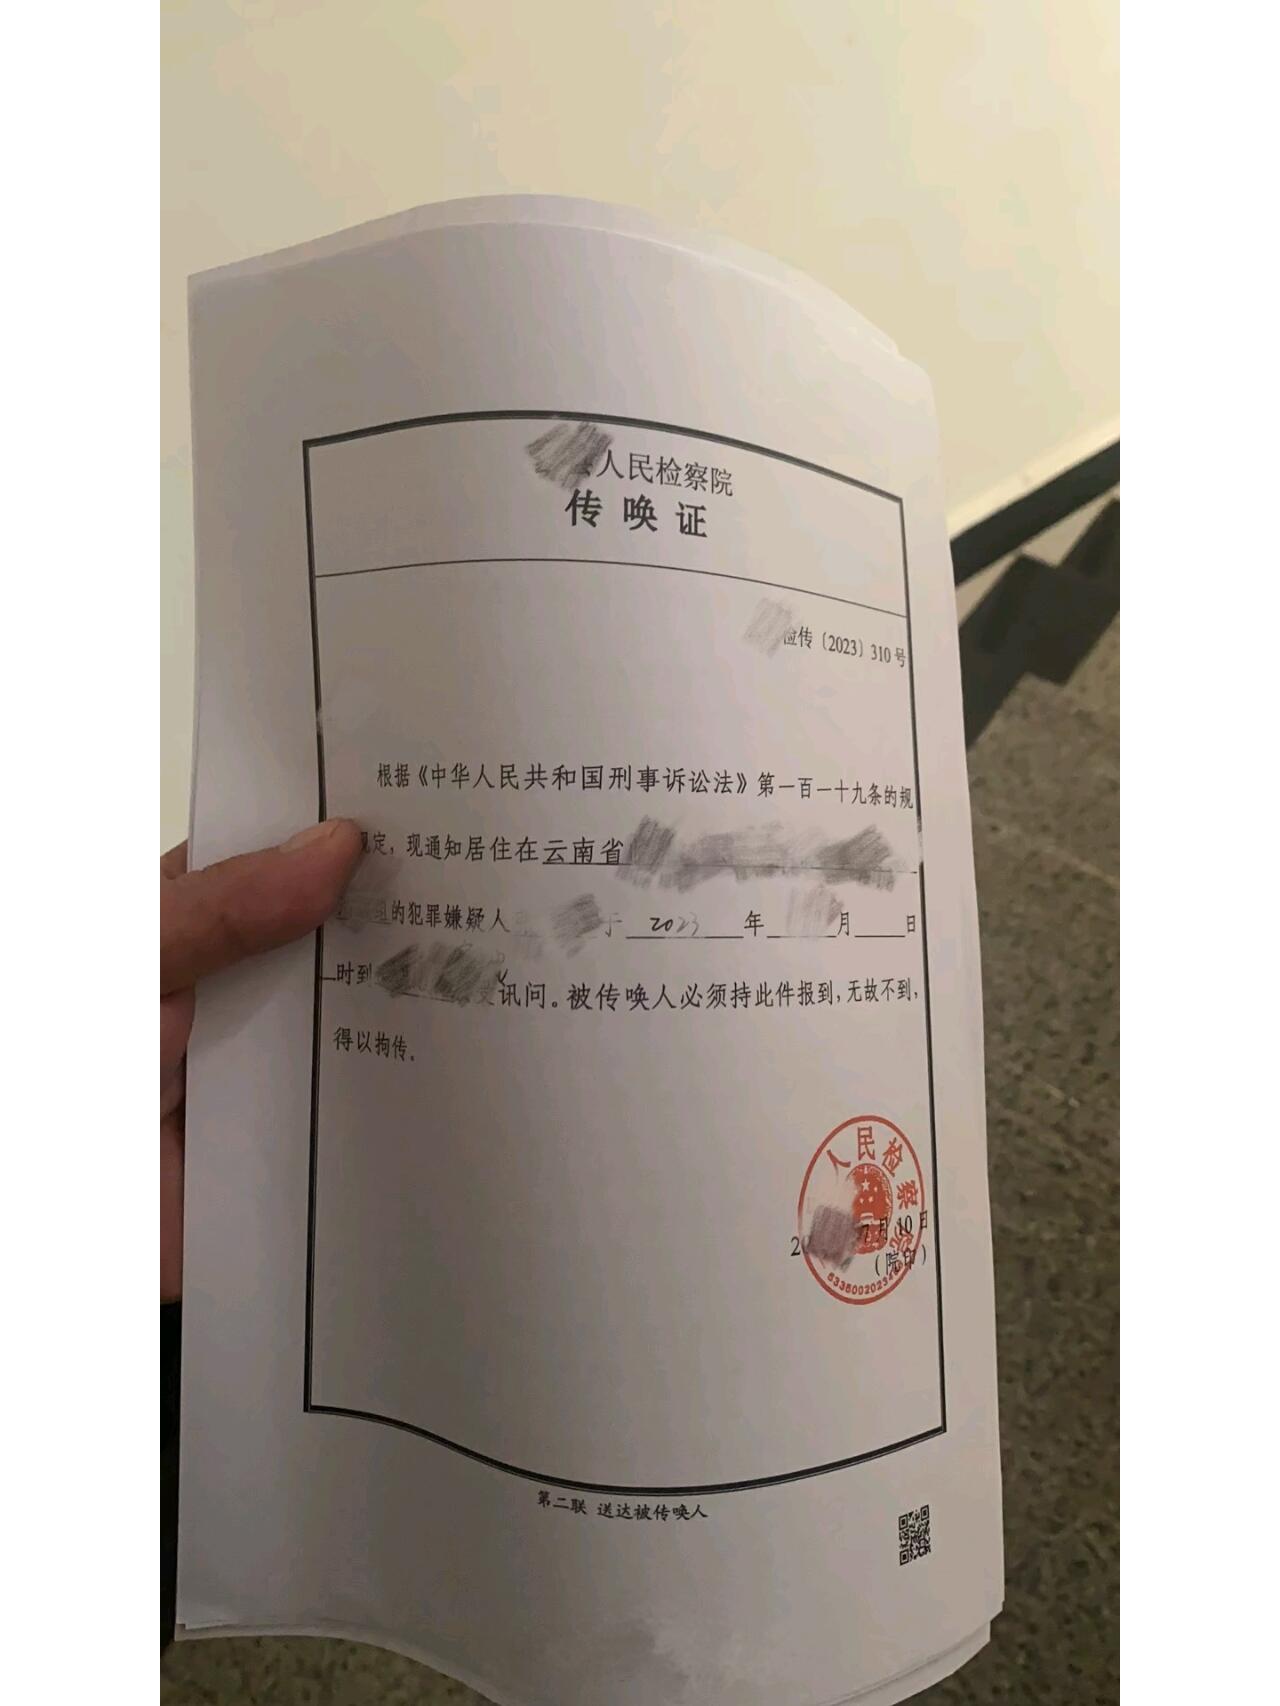 人民检察院
传唤证
检传〔2023〕310号
根据《中华人民共和国刑事诉讼法》第一百一十九条的规
规定，现通知居住在云南省
组的犯罪嫌疑人 于 2023 年 月 日
时到 讯问。被传唤人必须持此件报到，无故不到，
得以拘传。
人民检察院
7月10日
（院印）
第二联 送达被传唤人